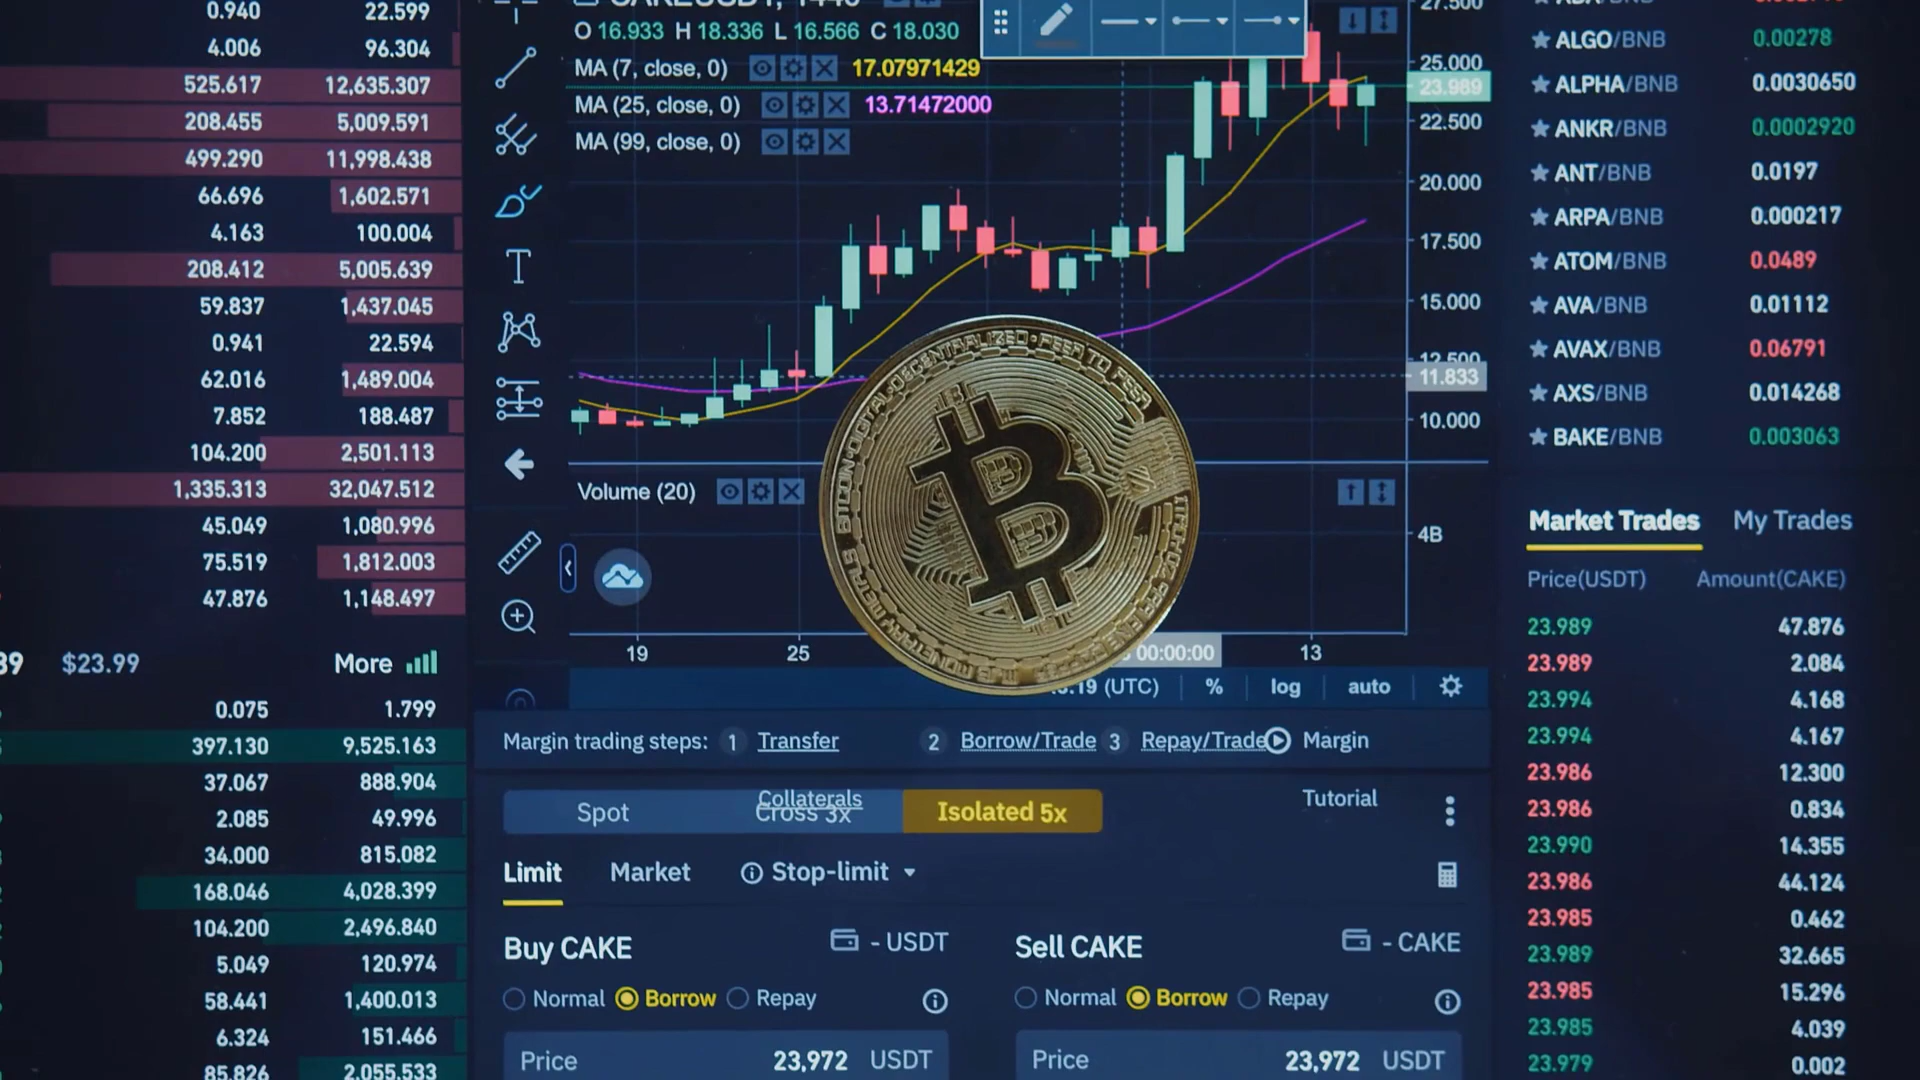 0.940 22.599
4.006 96.304
525.617 12,635.307
208.455 5,009.591
499.290 11,998.438
66.696 1,602.571
4.163 100.004
208.412 5,005.639
59.837 1,437.045
0.941 22.594
62.016 1,489.004
7.852 188.487
104.200 2,501.113
1,335.313 32,047.512
45.049 1,080.996
75.519 1,812.003
47.876 1,148.497
$23.99 More
0.075 1.799
397.130 9,525.163
37.067 888.904
2.085 49.996
34.000 815.082
168.046 4,028.399
104.200 2,496.840
5.049 120.974
58.441 1,400.013
6.324 151.466
85.826 2,055.533
O 16.933 H 18.336 L 16.566 C 18.030
MA (7, close, 0) 17.07971429
MA (25, close, 0) 13.71472000
MA (99, close, 0)
27.500
25.000
23.989
22.500
20.000
17.500
15.000
12.500
11.833
10.000
Volume (20)
4B
BITCOIN·DIGITAL·DECENTRALIZED·PEER TO PEER
19 25 00:00:00 13
(UTC) % log auto
Margin trading steps: 1 Transfer 2 Borrow/Trade 3 Repay/Trade Margin
Collaterals Tutorial
Spot Cross 3x Isolated 5x
Limit Market Stop-limit
Buy CAKE - USDT
Normal Borrow Repay
Price 23,972 USDT
Sell CAKE - CAKE
Normal Borrow Repay
Price 23,972 USDT
ALGO/BNB 0.00278
ALPHA/BNB 0.0030650
ANKR/BNB 0.0002920
ANT/BNB 0.0197
ARPA/BNB 0.000217
ATOM/BNB 0.0489
AVA/BNB 0.01112
AVAX/BNB 0.06791
AXS/BNB 0.014268
BAKE/BNB 0.003063
Market Trades My Trades
Price(USDT) Amount(CAKE)
23.989 47.876
23.989 2.084
23.994 4.168
23.994 4.167
23.986 12.300
23.986 0.834
23.990 14.355
23.986 44.124
23.985 0.462
23.989 32.665
23.985 15.296
23.985 4.039
23.979 0.002